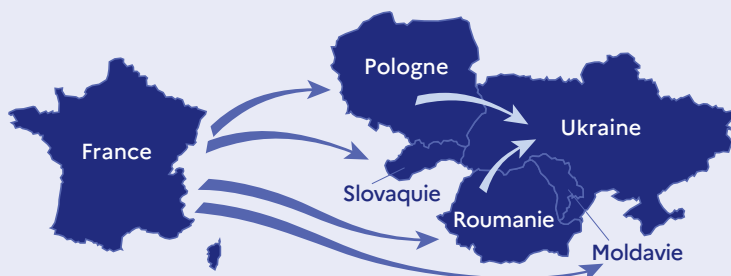 Pologne
France
Ukraine
Slovaquie
Roumanie
Moldavie